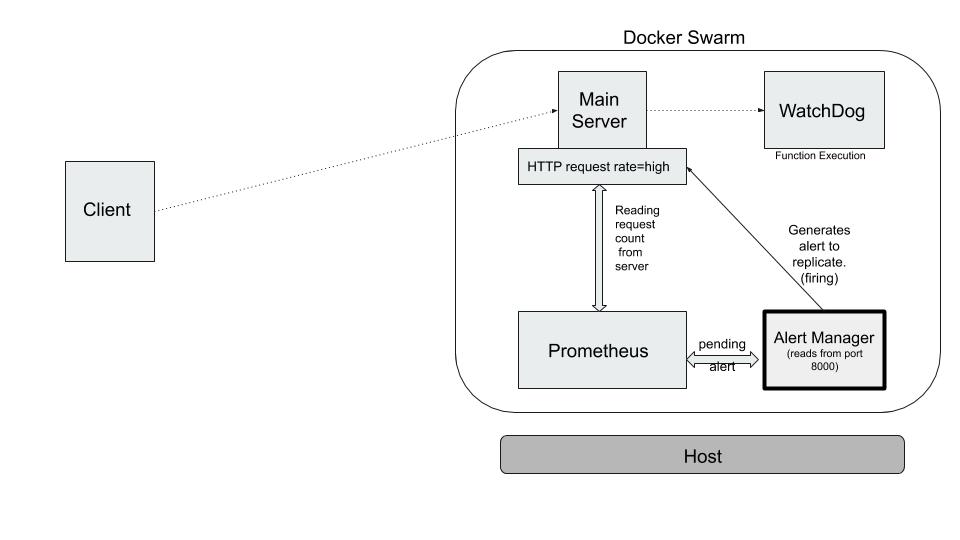 Docker Swarm
Main
Server
WatchDog
Function Execution
HTTP request rate=high
Client
Reading
request
count
from
server
Generates
alert to
replicate.
(firing)
Prometheus
pending
alert
Alert Manager
(reads from port
8000)
Host